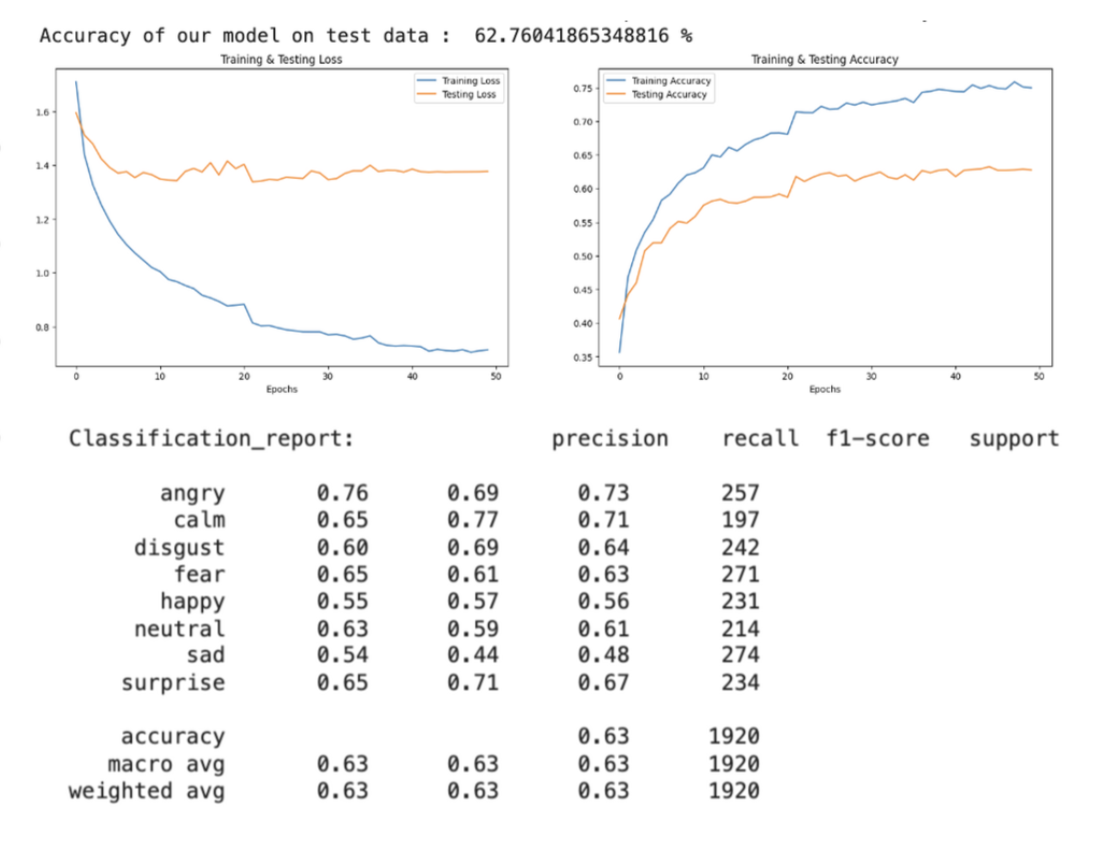 Accuracy of our model on test data :  62.76041865348816 %
Training & Testing Loss
Training Loss
Testing Loss
1.6
1.4
1.2
1.0
0.8
0 10 20 30 40 50
Epochs
Training & Testing Accuracy
Training Accuracy
Testing Accuracy
0.75
0.70
0.65
0.60
0.55
0.50
0.45
0.40
0.35
0 10 20 30 40 50
Epochs
Classification_report: precision recall f1-score support
angry 0.76 0.69 0.73 257
calm 0.65 0.77 0.71 197
disgust 0.60 0.69 0.64 242
fear 0.65 0.61 0.63 271
happy 0.55 0.57 0.56 231
neutral 0.63 0.59 0.61 214
sad 0.54 0.44 0.48 274
surprise 0.65 0.71 0.67 234
accuracy 0.63 1920
macro avg 0.63 0.63 0.63 1920
weighted avg 0.63 0.63 0.63 1920